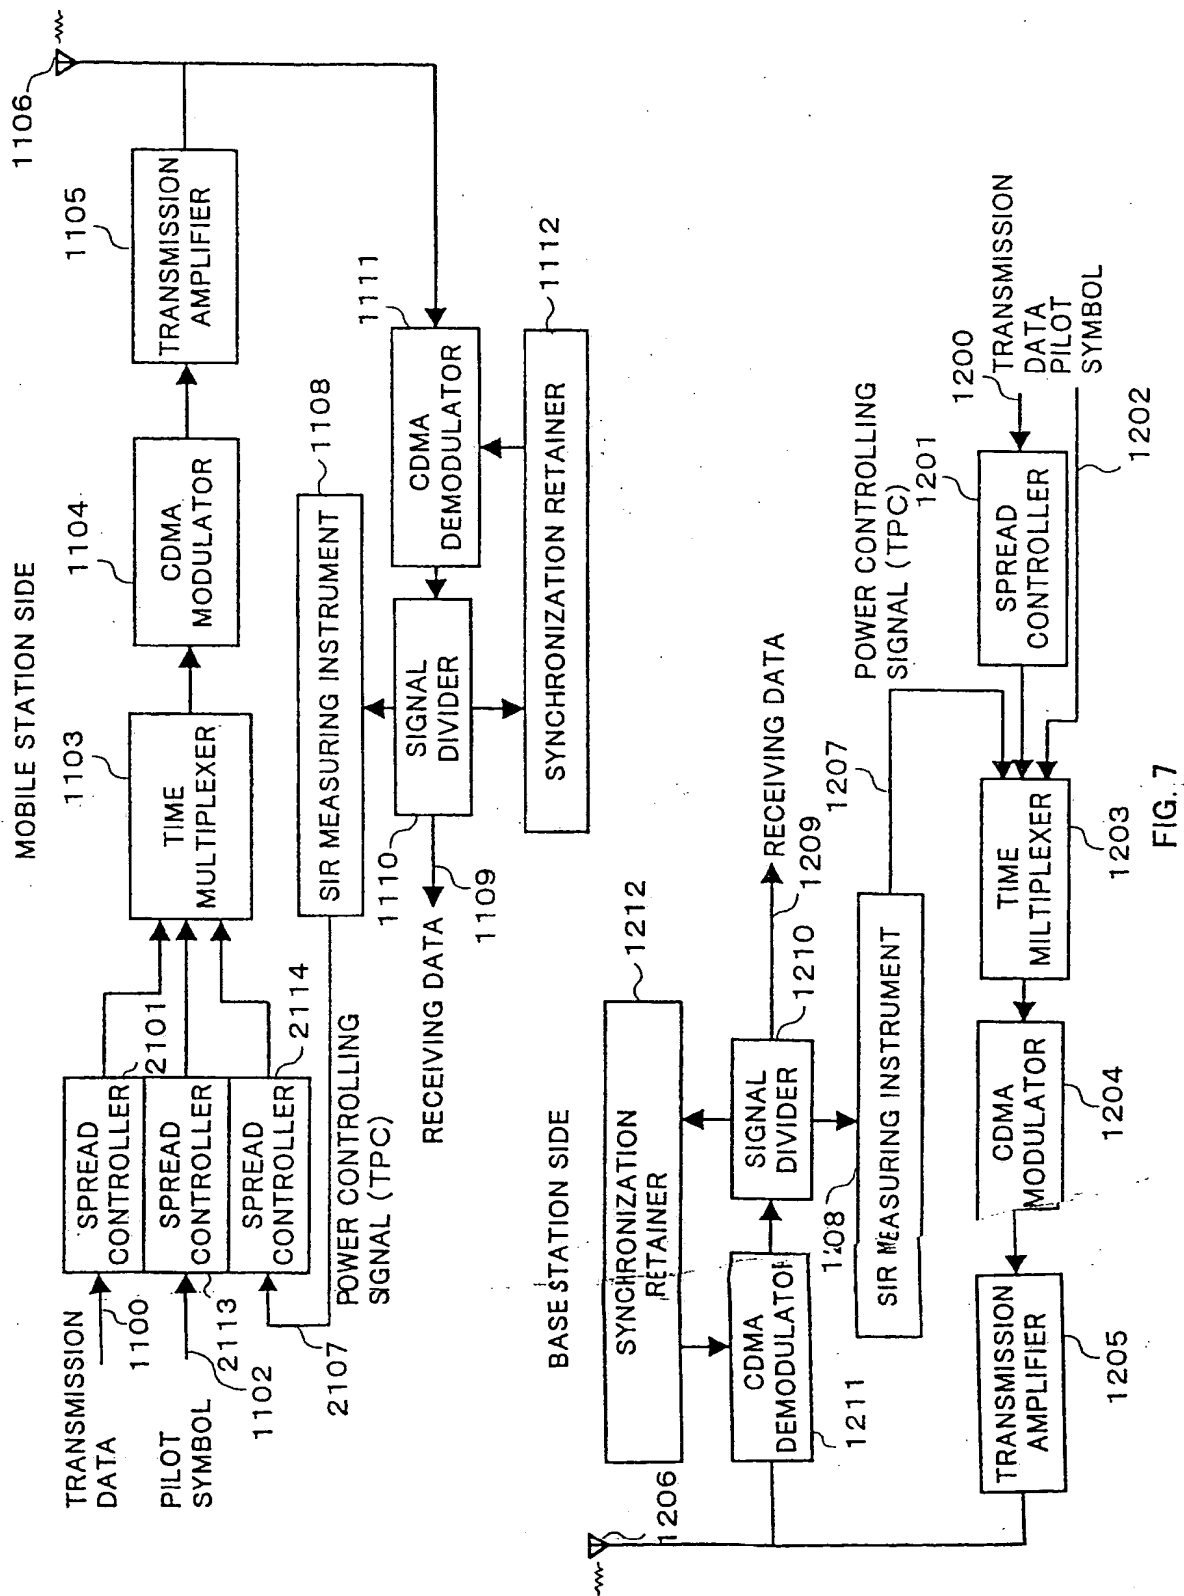 MOBILE STATION SIDE
1106
TRANSMISSION
DATA
1100
PILOT
SYMBOL
1102
2113
2107
SPREAD
CONTROLLER
2101
SPREAD
CONTROLLER
SPREAD
CONTROLLER
2114
TIME
MULTIPLEXER
1103
CDMA
MODULATOR
1104
TRANSMISSION
AMPLIFIER
1105
POWER CONTROLLING
SIGNAL (TPC)
SIR MEASURING INSTRUMENT
1108
RECEIVING DATA
1109
1110
SIGNAL
DIVIDER
CDMA
DEMODULATOR
1111
SYNCHRONIZATION RETAINER
1112
BASE STATION SIDE
1206
SYNCHRONIZATION
RETAINER
1212
CDMA
DEMODULATOR
1211
SIGNAL
DIVIDER
1210
RECEIVING DATA
1209
1208
SIR MEASURING INSTRUMENT
1207
POWER CONTROLLING
SIGNAL (TPC)
TRANSMISSION
AMPLIFIER
1205
CDMA
MODULATOR
1204
TIME
MILTIPLEXER
1203
SPREAD
CONTROLLER
1201
1200
TRANSMISSION
DATA
PILOT
SYMBOL
1202
FIG. 7